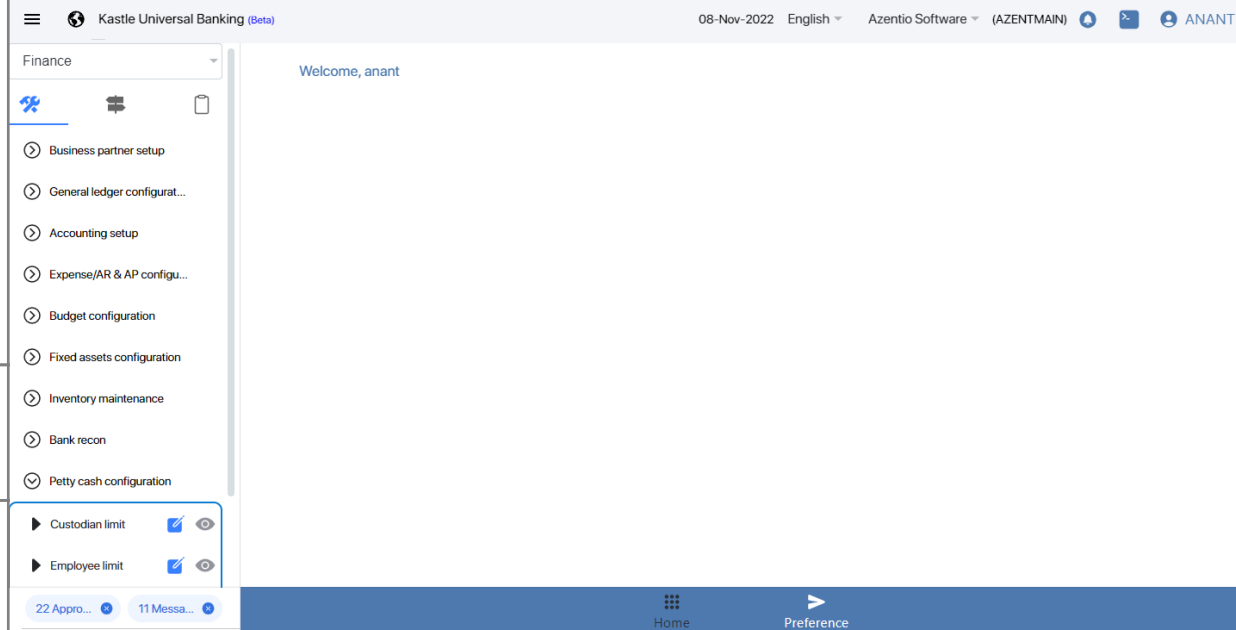 Kastle Universal Banking (Beta) 08-Nov-2022 English Azentio Software (AZENTMAIN) ANANT
Finance
Welcome, anant
Business partner setup
General ledger configurat...
Accounting setup
Expense/AR & AP configu...
Budget configuration
Fixed assets configuration
Inventory maintenance
Bank recon
Petty cash configuration
Custodian limit
Employee limit
22 Appro... 11 Messa...
Home Preference